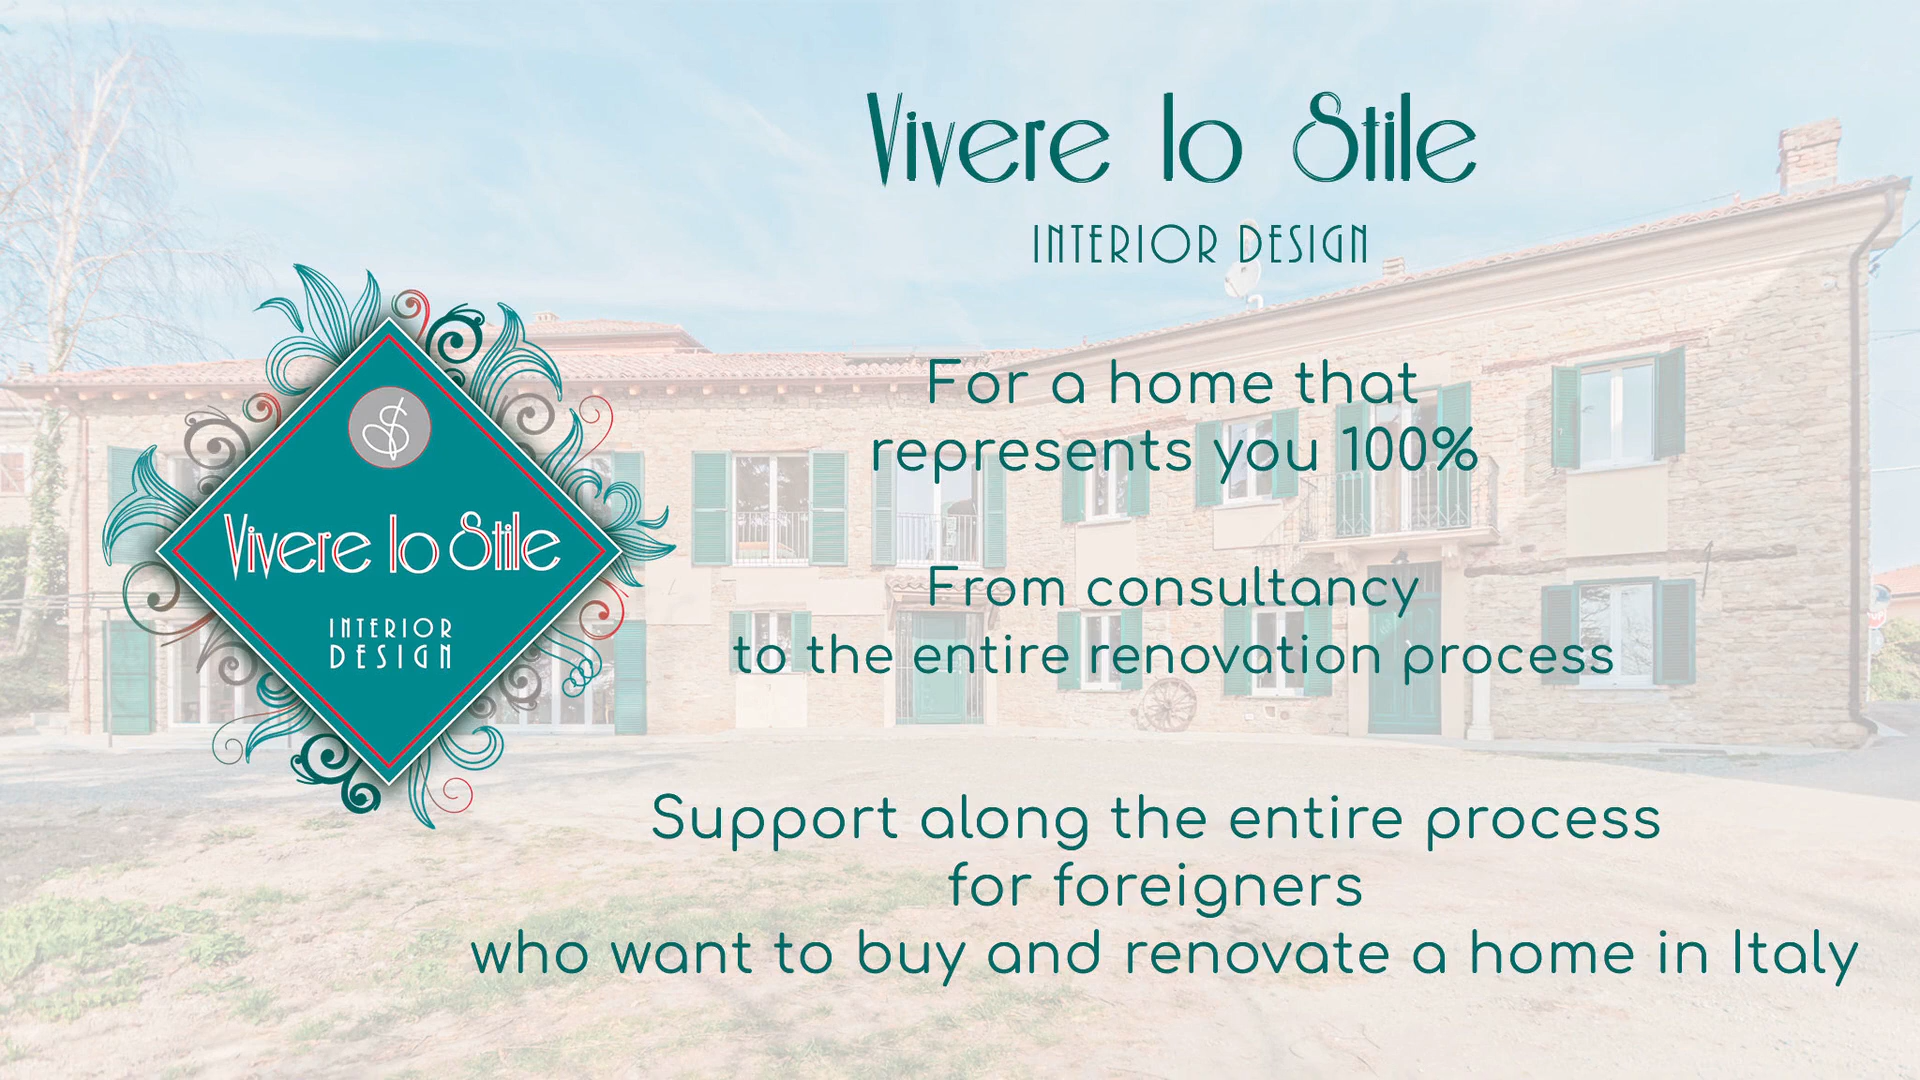 Vivere lo Stile
INTERIOR DESIGN
For a home that
represents you 100%
From consultancy
to the entire renovation process
Support along the entire process
for foreigners
who want to buy and renovate a home in Italy
S
Vivere lo Stile
INTERIOR
DESIGN